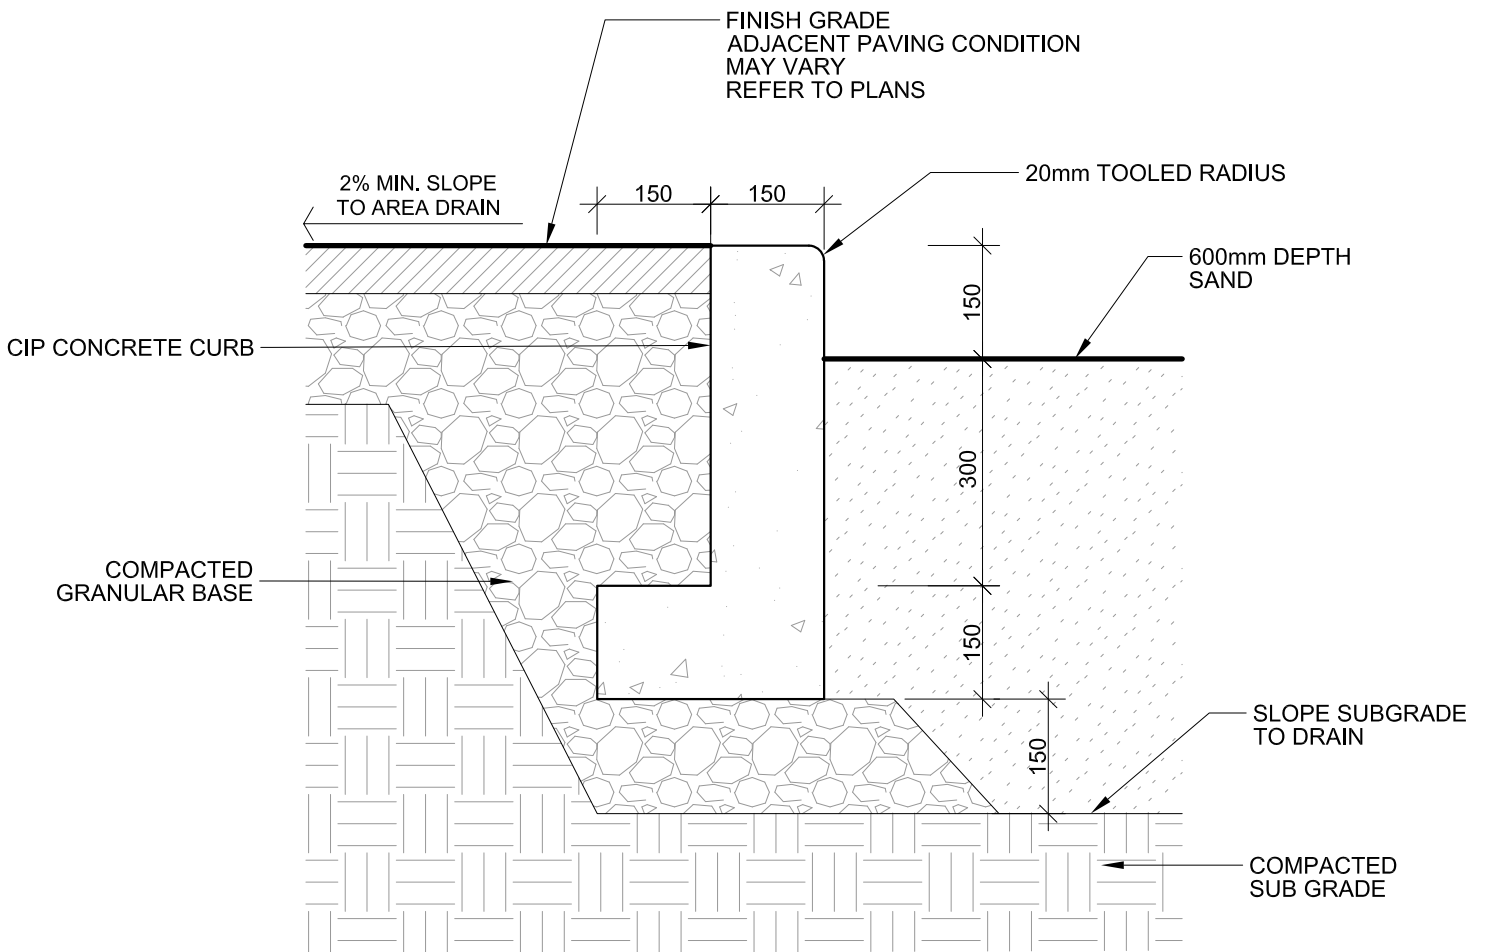 FINISH GRADE
ADJACENT PAVING CONDITION
MAY VARY
REFER TO PLANS
2% MIN. SLOPE
TO AREA DRAIN
150
150
20mm TOOLED RADIUS
600mm DEPTH
SAND
150
CIP CONCRETE CURB
300
COMPACTED
GRANULAR BASE
150
SLOPE SUBGRADE
TO DRAIN
150
COMPACTED
SUB GRADE